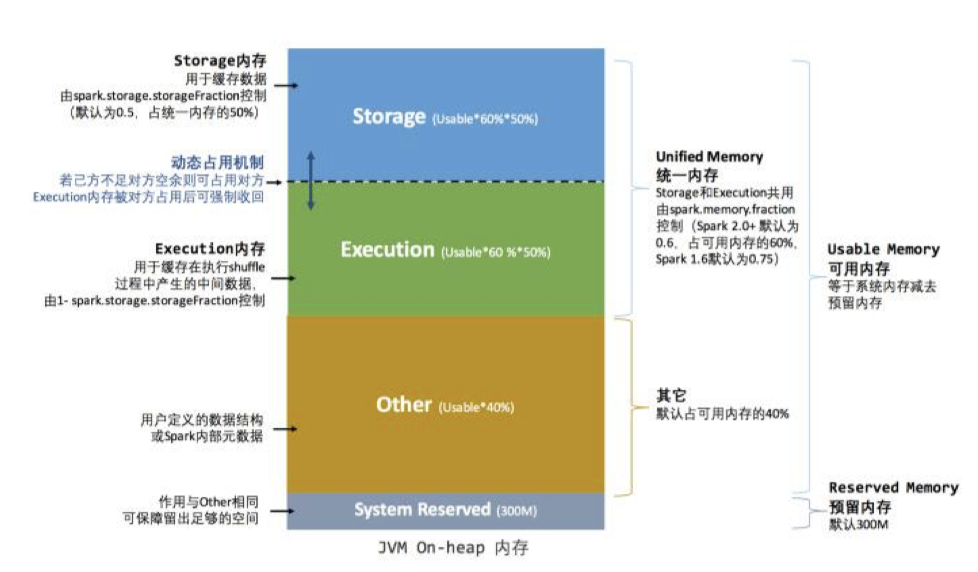 Storage内存
用于缓存数据
由spark.storage.storageFraction控制
（默认为0.5，占统一内存的50%）
动态占用机制
若己方不足对方空余则可占用对方
Execution内存被对方占用后可强制收回
Execution内存
用于缓存在执行shuffle
过程中产生的中间数据，
由1- spark.storage.storageFraction控制
用户定义的数据结构
或Spark内部元数据
作用与Other相同
可保障留出足够的空间
Storage (Usable*60%*50%)
Execution (Usable*60 %*50%)
Other (Usable*40%)
System Reserved (300M)
JVM On-heap 内存
Unified Memory
统一内存
Storage和Execution共用
由spark.memory.fraction
控制（Spark 2.0+ 默认为
0.6，占可用内存的60%，
Spark 1.6默认为0.75）
其它
默认占可用内存的40%
Usable Memory
可用内存
等于系统内存减去
预留内存
Reserved Memory
预留内存
默认300M